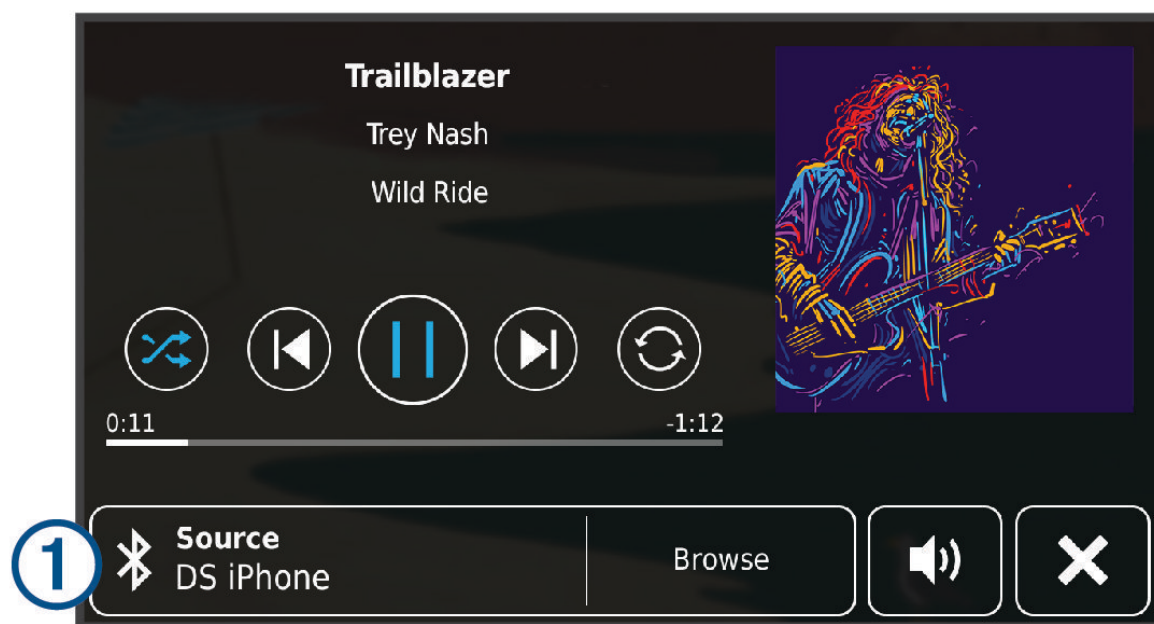 Trailblazer
Trey Nash
Wild Ride
0:11 -1:12
1 Source
DS iPhone
Browse